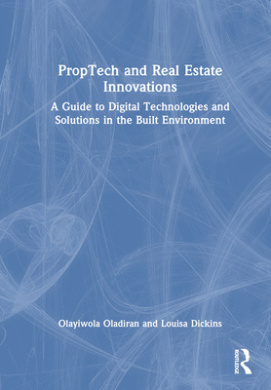 PropTech and Real Estate
Innovations
A Guide to Digital Technologies and
Solutions in the Built Environment
Olayiwola Oladiran and Louisa Dickins
ROUTLEDGE